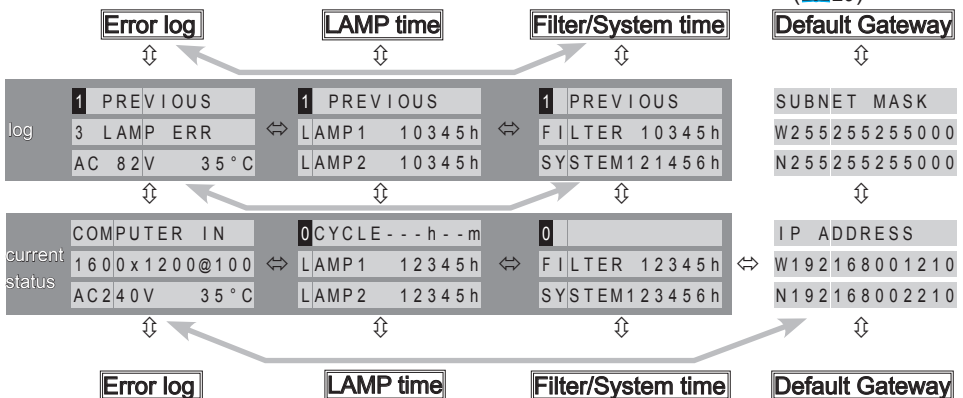 Error log LAMP time Filter/System time Default Gateway
log
1 PREVIOUS
3 LAMP ERR
AC 82V 35°C
1 PREVIOUS
LAMP1 10345h
LAMP2 10345h
1 PREVIOUS
FILTER 10345h
SYSTEM121456h
SUBNET MASK
W255255255000
N255255255000
current
status
COMPUTER IN
1600x1200@100
AC240V 35°C
0CYCLE---h--m
LAMP1 12345h
LAMP2 12345h
0
FILTER 12345h
SYSTEM123456h
IP ADDRESS
W192168001210
N192168002210
Error log LAMP time Filter/System time Default Gateway